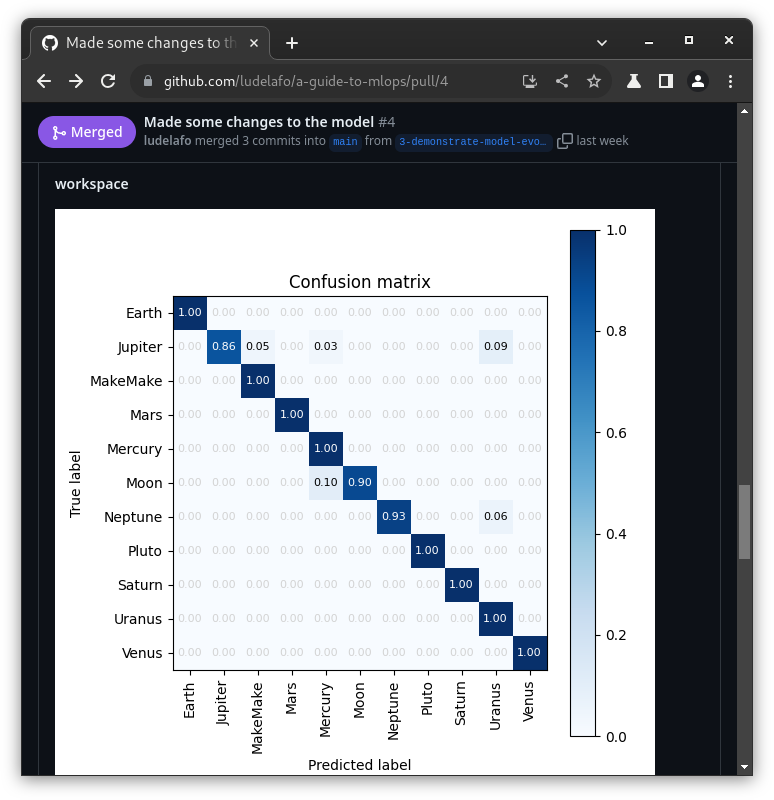 Made some changes to th
github.com/ludelafo/a-guide-to-mlops/pull/4
Merged
Made some changes to the model #4
ludelafo merged 3 commits into main from 3-demonstrate-model-evo… last week
workspace
Confusion matrix
Earth 1.00 0.00 0.00 0.00 0.00 0.00 0.00 0.00 0.00 0.00 0.00
Jupiter 0.00 0.86 0.05 0.00 0.03 0.00 0.00 0.00 0.00 0.09 0.00
MakeMake 0.00 0.00 1.00 0.00 0.00 0.00 0.00 0.00 0.00 0.00 0.00
Mars 0.00 0.00 0.00 1.00 0.00 0.00 0.00 0.00 0.00 0.00 0.00
Mercury 0.00 0.00 0.00 0.00 1.00 0.00 0.00 0.00 0.00 0.00 0.00
Moon 0.00 0.00 0.00 0.00 0.10 0.90 0.00 0.00 0.00 0.00 0.00
Neptune 0.00 0.00 0.00 0.00 0.00 0.00 0.93 0.00 0.00 0.06 0.00
Pluto 0.00 0.00 0.00 0.00 0.00 0.00 0.00 1.00 0.00 0.00 0.00
Saturn 0.00 0.00 0.00 0.00 0.00 0.00 0.00 0.00 1.00 0.00 0.00
Uranus 0.00 0.00 0.00 0.00 0.00 0.00 0.00 0.00 0.00 1.00 0.00
Venus 0.00 0.00 0.00 0.00 0.00 0.00 0.00 0.00 0.00 0.00 1.00
True label
Earth Jupiter MakeMake Mars Mercury Moon Neptune Pluto Saturn Uranus Venus
Predicted label
1.0
0.8
0.6
0.4
0.2
0.0